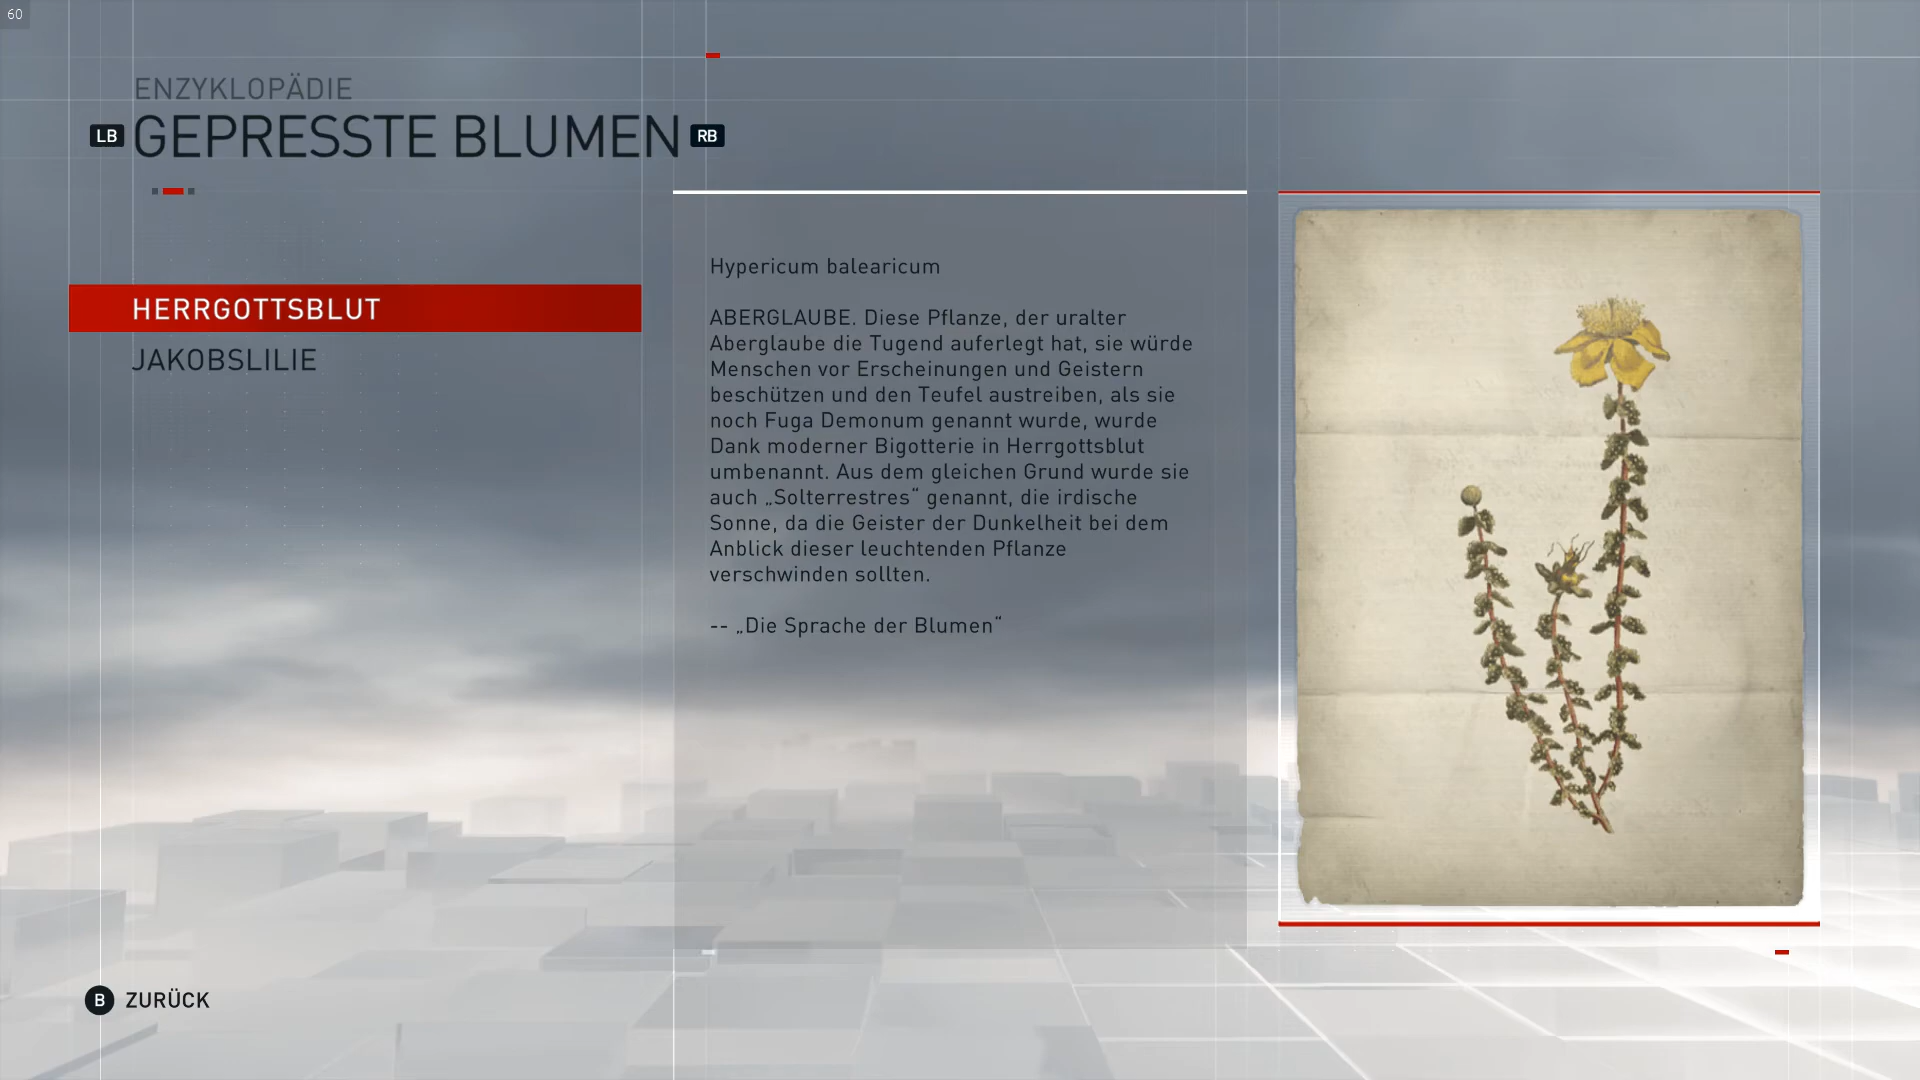 60
ENZYKLOPÄDIE
LB GEPRESSTE BLUMEN RB
HERRGOTTSBLUT
JAKOBSLILIE
Hypericum balearicum
ABERGLAUBE. Diese Pflanze, der uralter
Aberglaube die Tugend auferlegt hat, sie würde
Menschen vor Erscheinungen und Geistern
beschützen und den Teufel austreiben, als sie
noch Fuga Demonum genannt wurde, wurde
Dank moderner Bigotterie in Herrgottsblut
umbenannt. Aus dem gleichen Grund wurde sie
auch „Solterrestres“ genannt, die irdische
Sonne, da die Geister der Dunkelheit bei dem
Anblick dieser leuchtenden Pflanze
verschwinden sollten.
-- „Die Sprache der Blumen“
B ZURÜCK